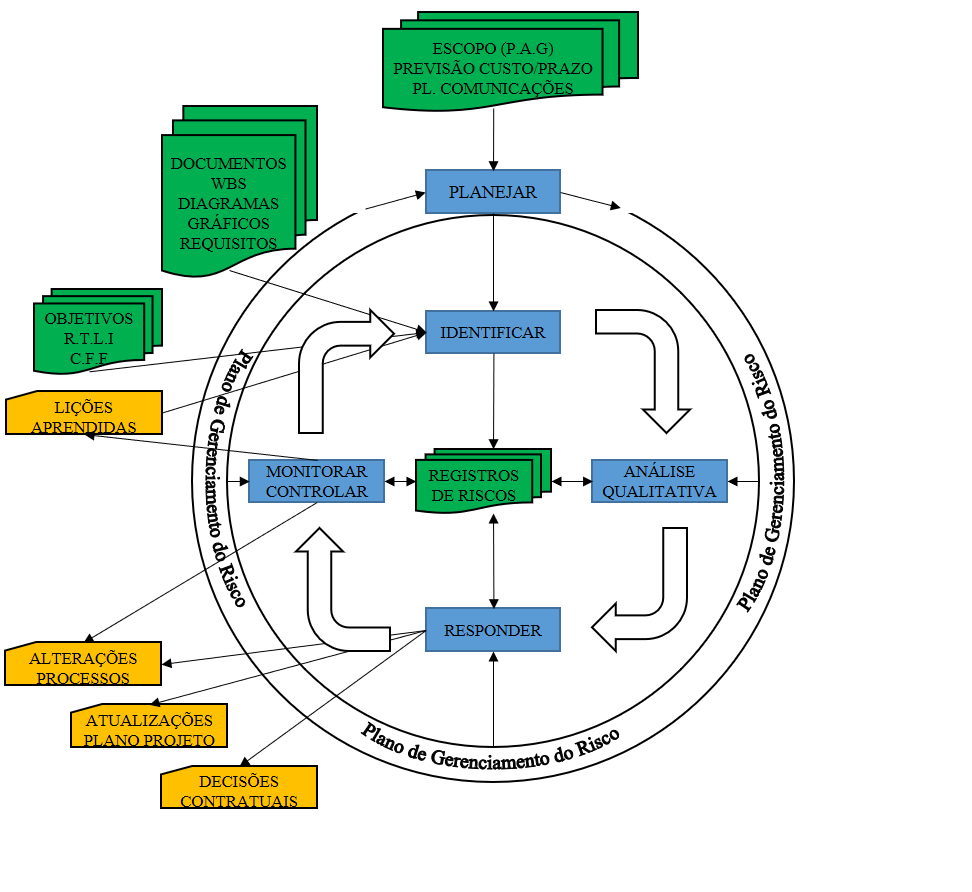 ESCOPO (P.A.G)
PREVISÃO CUSTO/PRAZO
PL. COMUNICAÇÕES
DOCUMENTOS
WBS
DIAGRAMAS
GRÁFICOS
REQUISITOS
PLANEJAR
OBJETIVOS
R.T.L.I
C.F.F
IDENTIFICAR
LIÇÕES
APRENDIDAS
Plano de Gerenciamento do Risco
Plano de Gerenciamento do Risco
MONITORAR
CONTROLAR
REGISTROS
DE RISCOS
ANÁLISE
QUALITATIVA
RESPONDER
ALTERAÇÕES
PROCESSOS
ATUALIZAÇÕES
PLANO PROJETO
Plano de Gerenciamento do Risco
DECISÕES
CONTRATUAIS